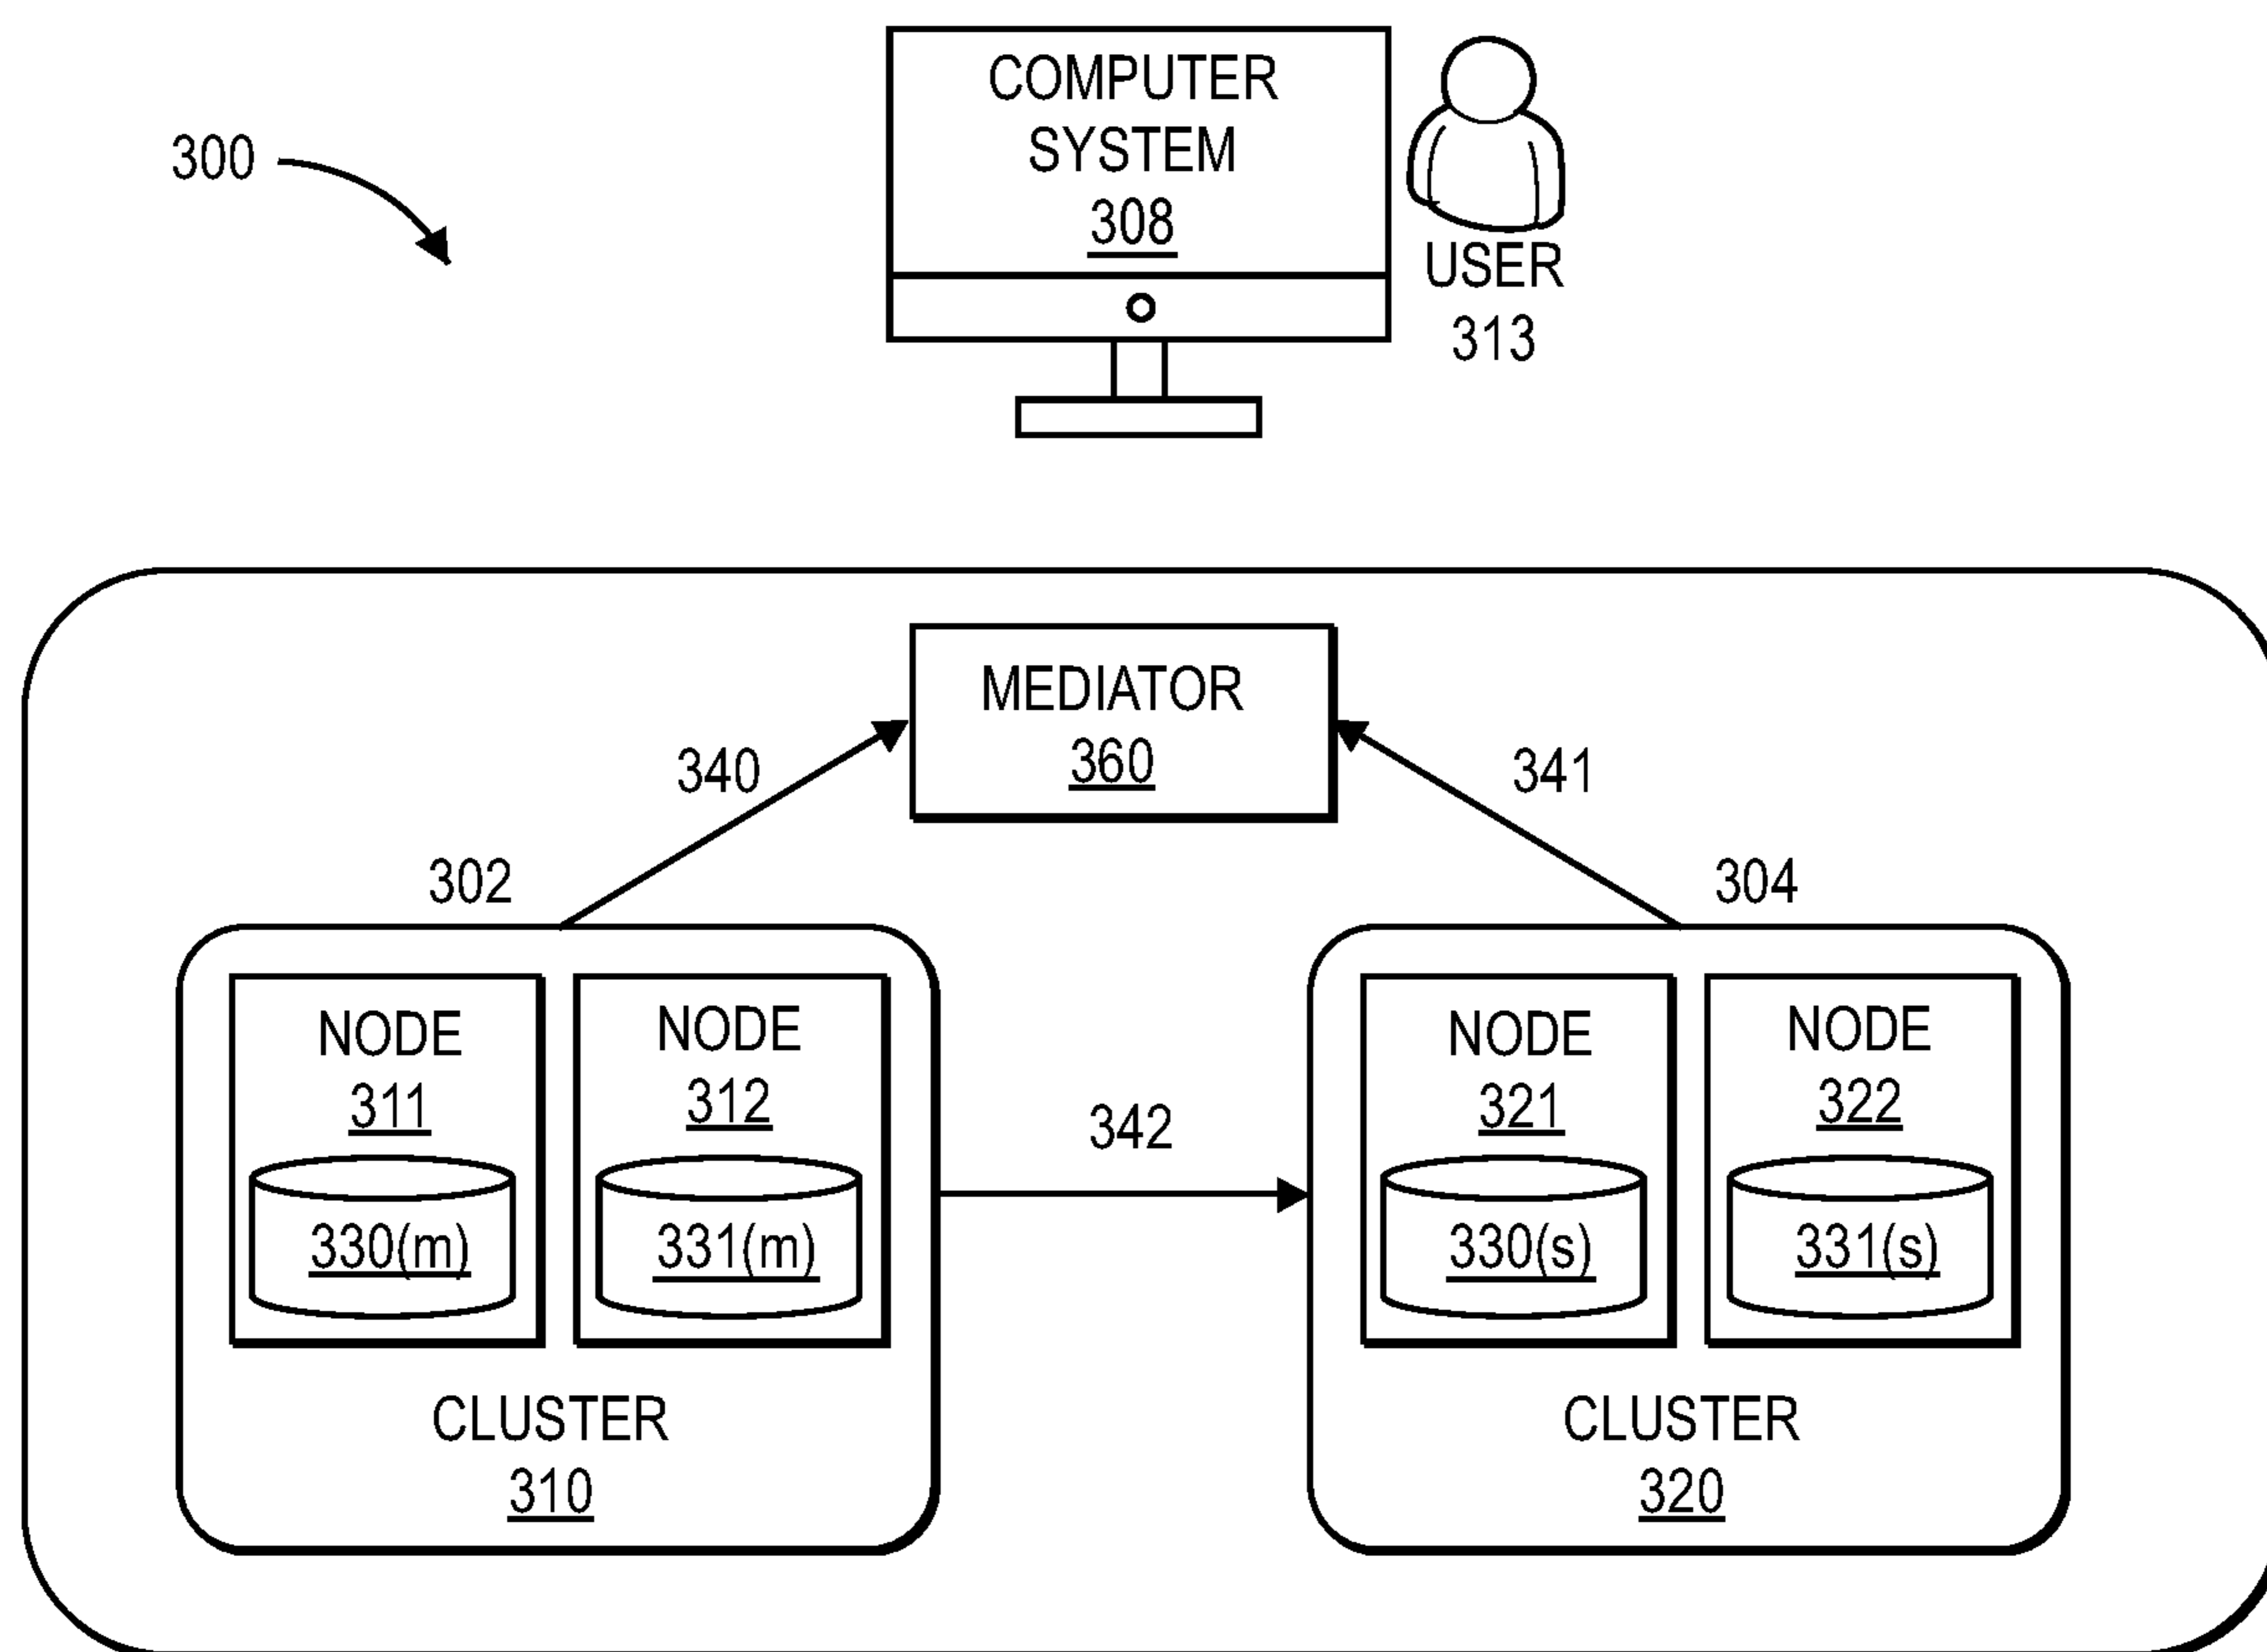 COMPUTER
SYSTEM
308
300
USER
313
MEDIATOR
360
340
341
302
304
NODE
311
330(m)
NODE
312
331(m)
CLUSTER
310
342
NODE
321
330(s)
NODE
322
331(s)
CLUSTER
320